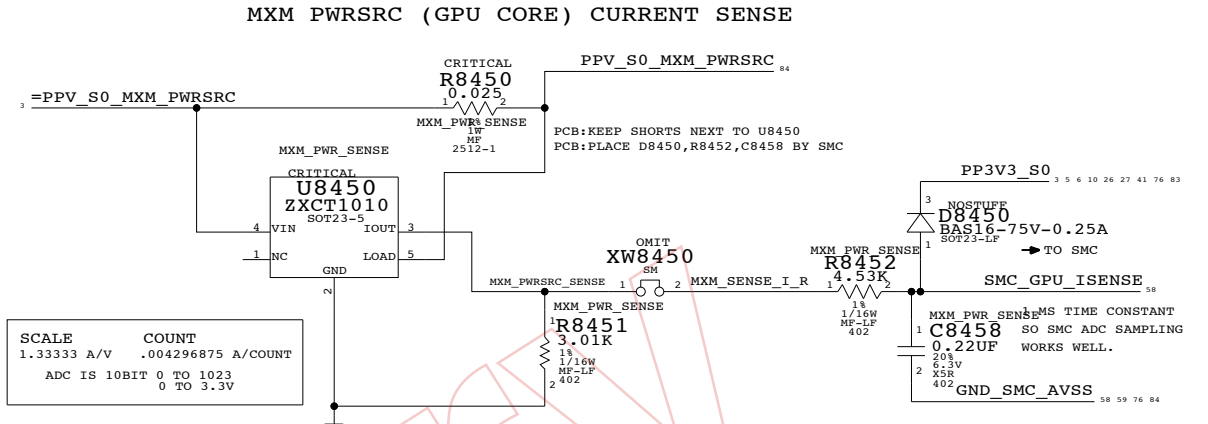 MXM PWRSRC (GPU CORE) CURRENT SENSE
CRITICAL
R8450
0.025
1 2
1%
1W
MF
2512-1
MXM_PWR_SENSE
3 =PPV_S0_MXM_PWRSRC
PPV_S0_MXM_PWRSRC 84
PCB:KEEP SHORTS NEXT TO U8450
PCB:PLACE D8450,R8452,C8458 BY SMC
MXM_PWR_SENSE
CRITICAL
U8450
ZXCT1010
SOT23-5
4 VIN IOUT 3
1 NC LOAD 5
GND
2
PP3V3_S0 3 5 6 10 26 27 41 76 83
3
NOSTUFF
D8450
BAS16-75V-0.25A
SOT23-LF
1
TO SMC
OMIT
XW8450
SM
MXM_PWRSRC_SENSE 1 2 MXM_SENSE_I_R
MXM_PWR_SENSE
R8452
4.53K
1 2
1%
1/16W
MF-LF
402
SMC_GPU_ISENSE 58
MXM_PWR_SENSE
1
R8451
3.01K
1%
1/16W
MF-LF
402
2
MXM_PWR_SENSE
1
C8458
0.22UF
20%
6.3V
X5R
402
2
1 MS TIME CONSTANT
SO SMC ADC SAMPLING
WORKS WELL.
GND_SMC_AVSS 58 59 76 84
SCALE COUNT
1.33333 A/V .004296875 A/COUNT
ADC IS 10BIT 0 TO 1023
0 TO 3.3V